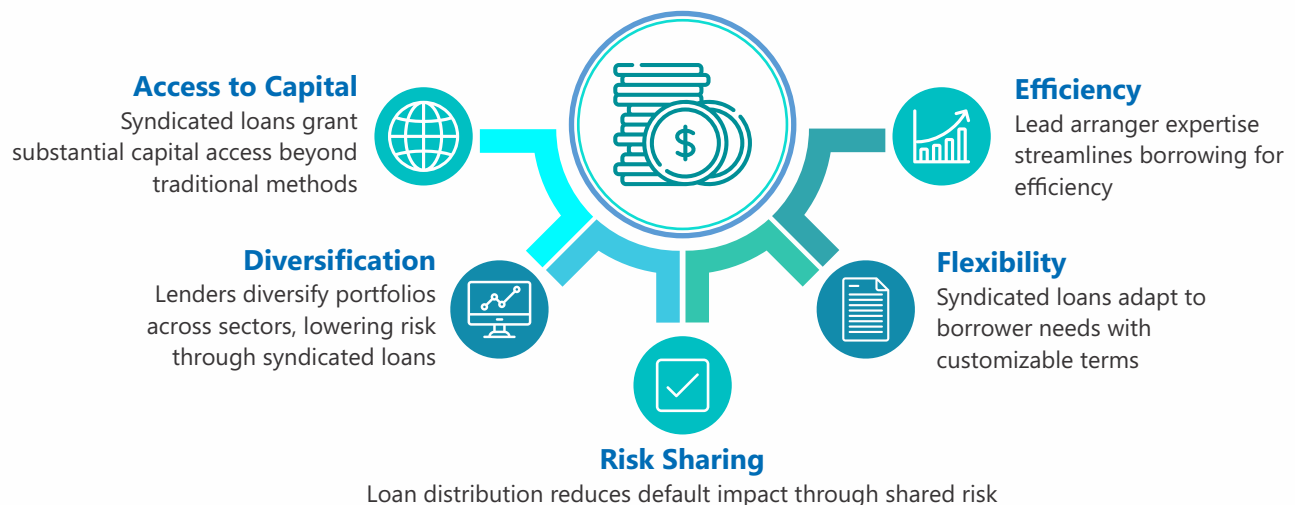 Access to Capital
Syndicated loans grant
substantial capital access beyond
traditional methods
Diversification
Lenders diversify portfolios
across sectors, lowering risk
through syndicated loans
$
Risk Sharing
Loan distribution reduces default impact through shared risk
Efficiency
Lead arranger expertise
streamlines borrowing for
efficiency
Flexibility
Syndicated loans adapt to
borrower needs with
customizable terms